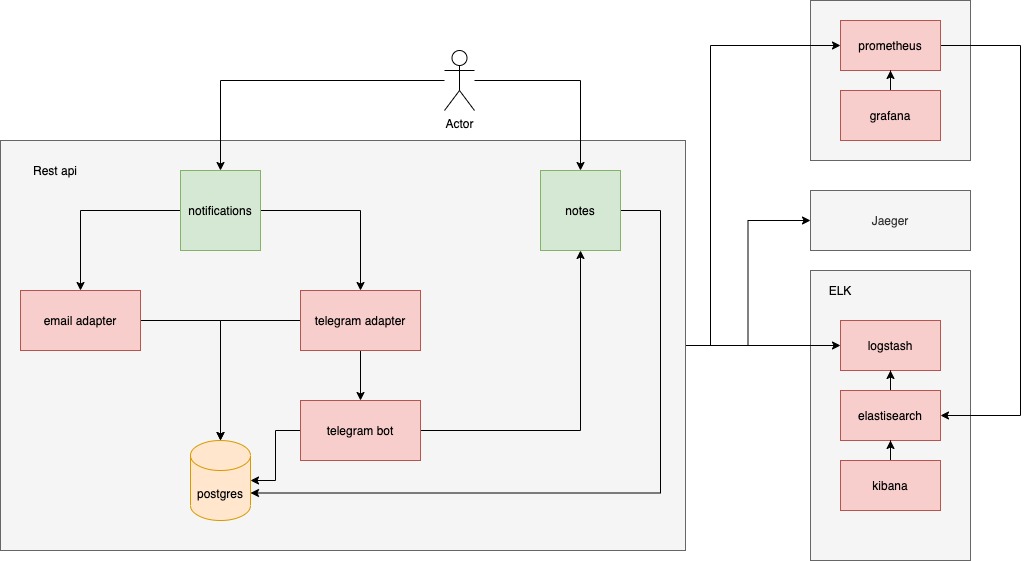 Actor
Rest api
notifications
notes
email adapter
telegram adapter
telegram bot
postgres
prometheus
grafana
Jaeger
ELK
logstash
elastisearch
kibana